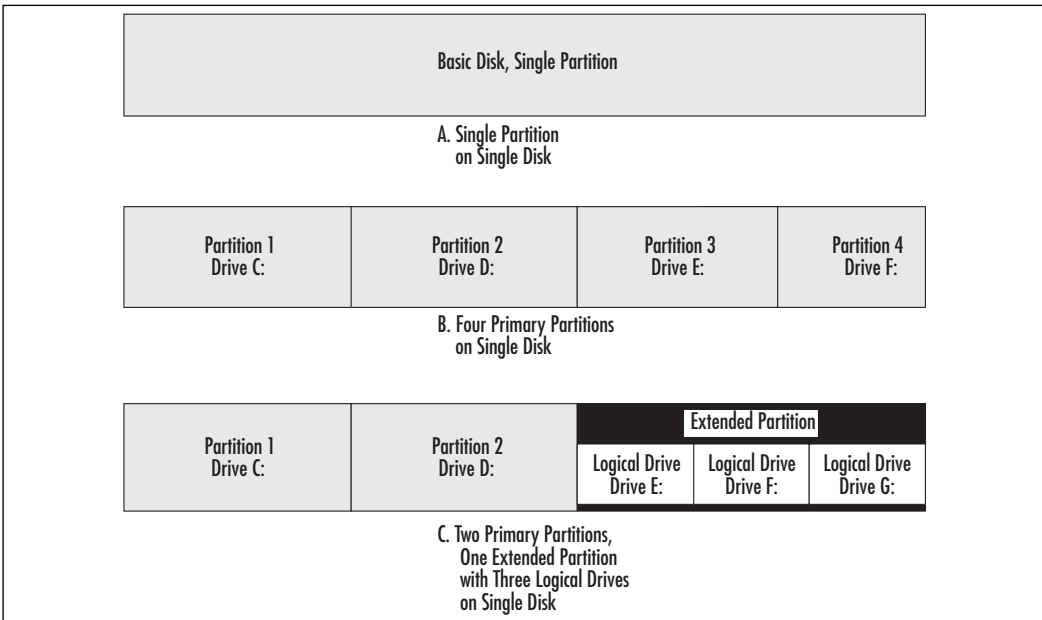 Basic Disk, Single Partition
A. Single Partition
on Single Disk
Partition 1
Drive C:
Partition 2
Drive D:
Partition 3
Drive E:
Partition 4
Drive F:
B. Four Primary Partitions
on Single Disk
Partition 1
Drive C:
Partition 2
Drive D:
Extended Partition
Logical Drive
Drive E:
Logical Drive
Drive F:
Logical Drive
Drive G:
C. Two Primary Partitions,
One Extended Partition
with Three Logical Drives
on Single Disk